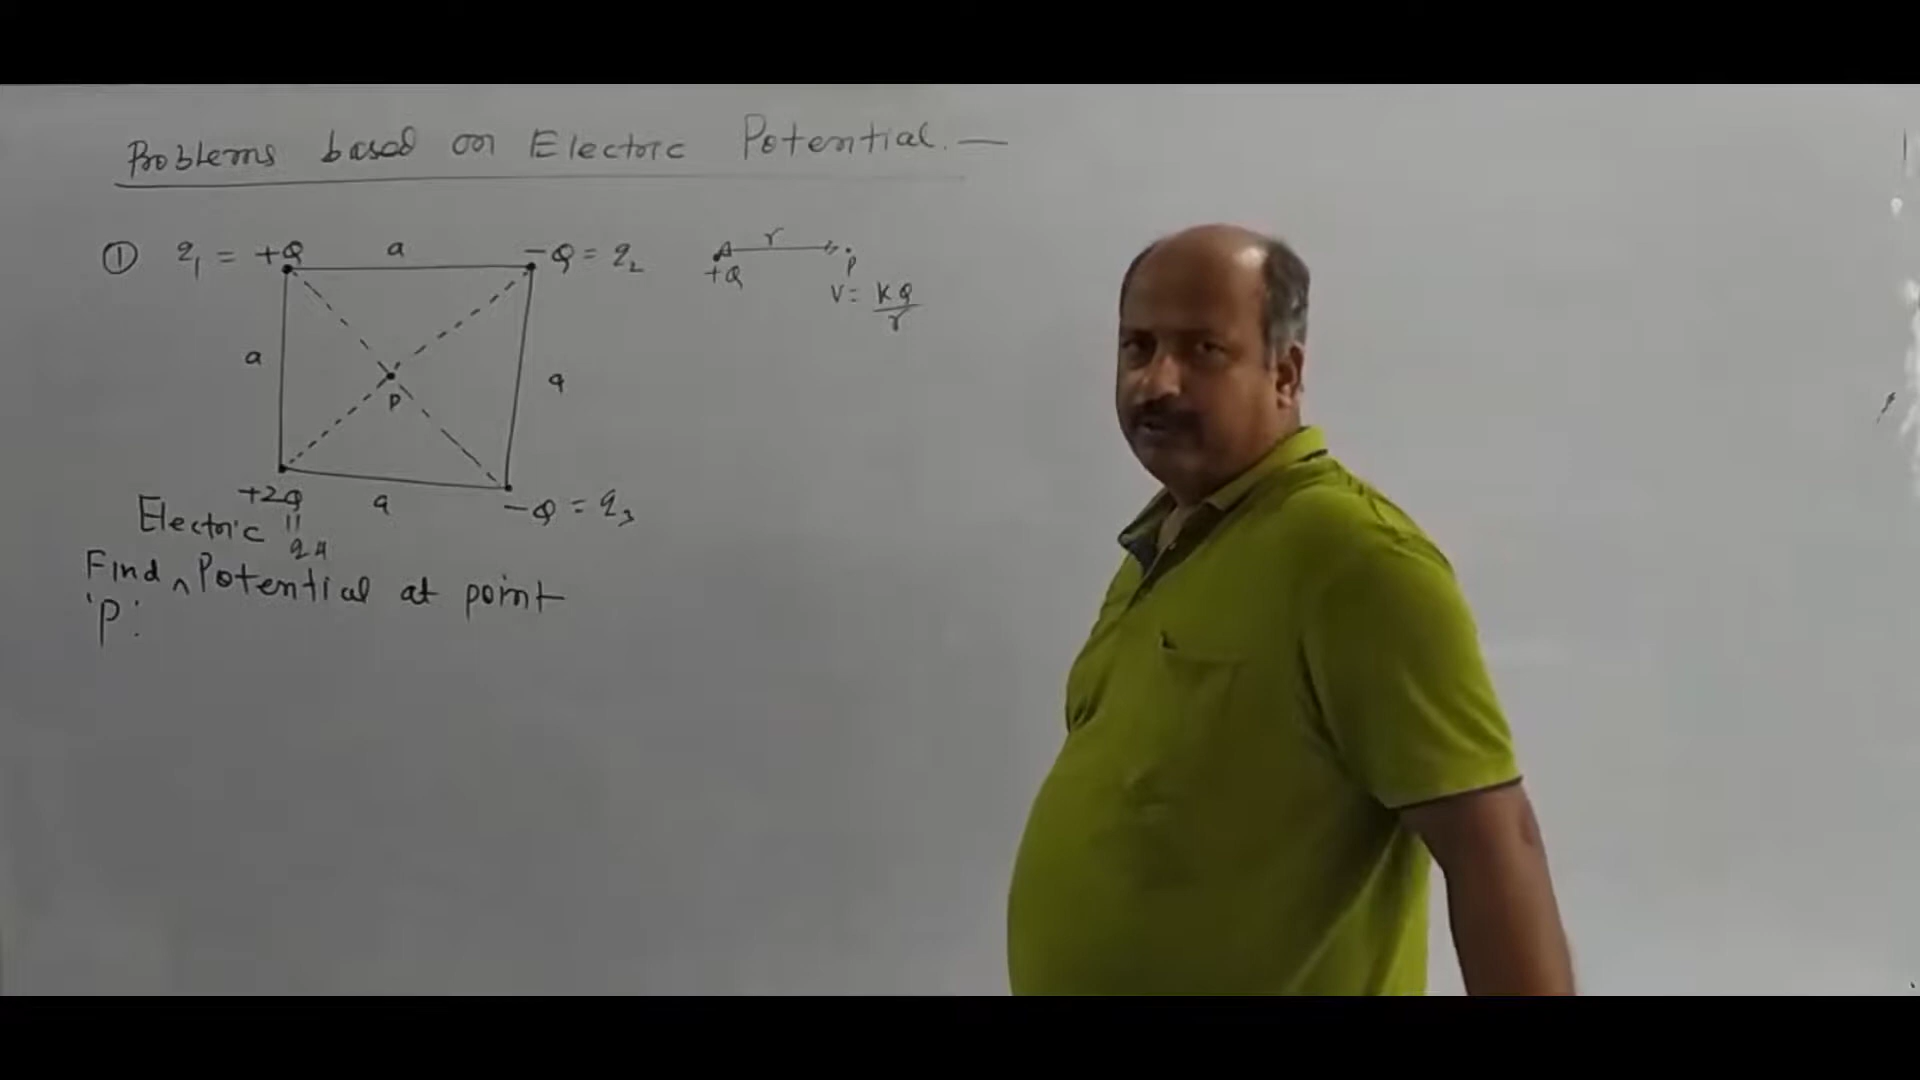 Problems based on Electric Potential. —
① q₁ = +Q a -Q = q₂
r
+Q P
V = KQ/r
a a
P
+2Q a -Q = q₃
Electric = q₄
Find ^ Potential at point
'P'.